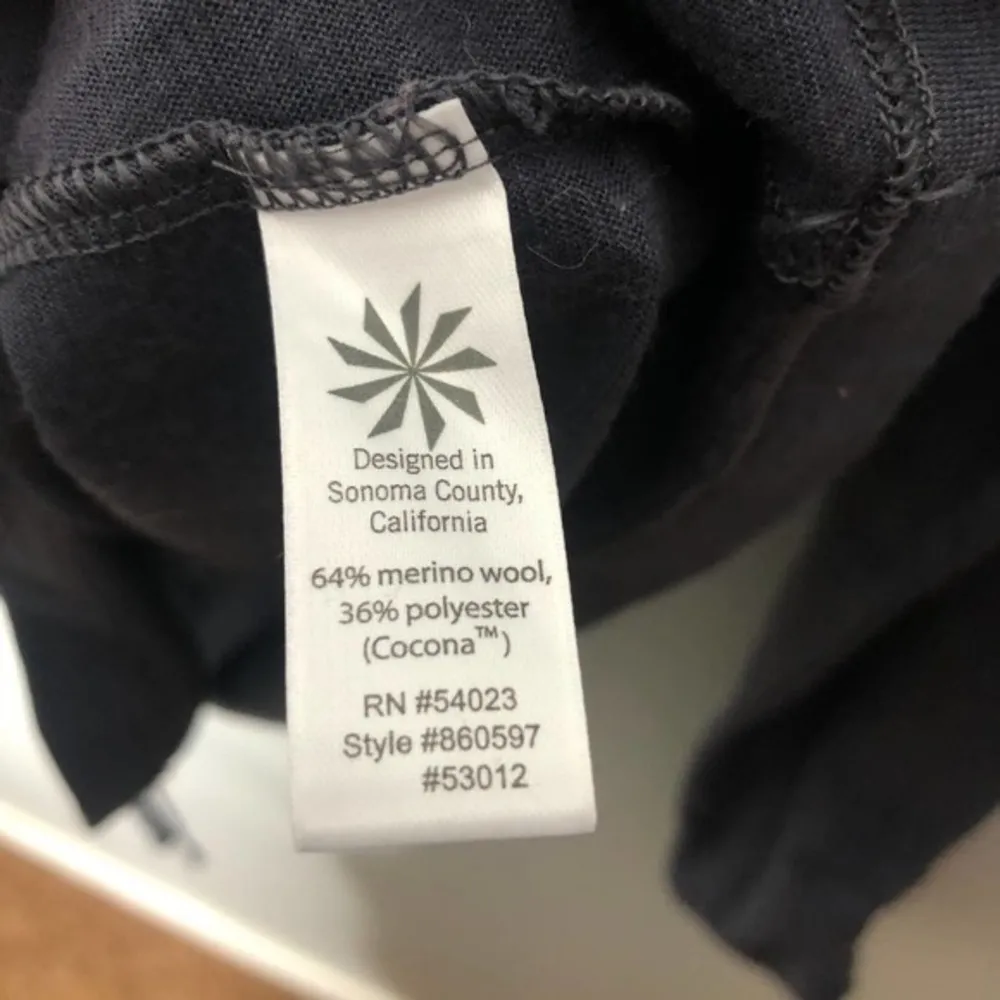 Designed in
Sonoma County,
California
64% merino wool,
36% polyester
(Cocona™)
RN #54023
Style #860597
#53012